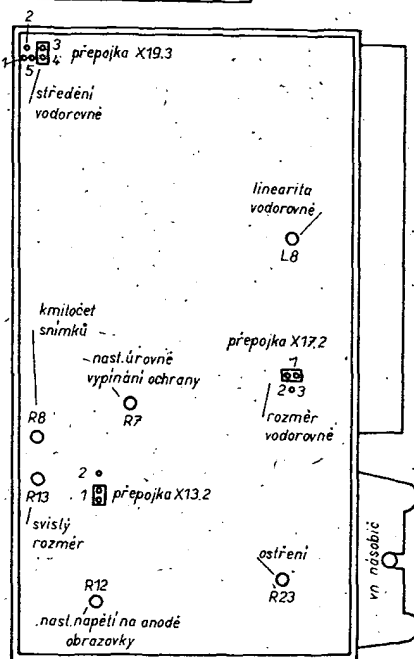 2
3
přepojka X19.3
1
5
4
středění
vodorovné
linearita
vodorovně
L8
kmitočet
snímků
přepojka X17.2
1
nast. úrovně
vypínání ochrany
2
3
R8
R7
rozměr
vodorovně
2
R13
1
přepojka X13.2
svislý
rozměr
vn násobič
ostření
R12
R23
nast. napětí na anodě
obrazovky